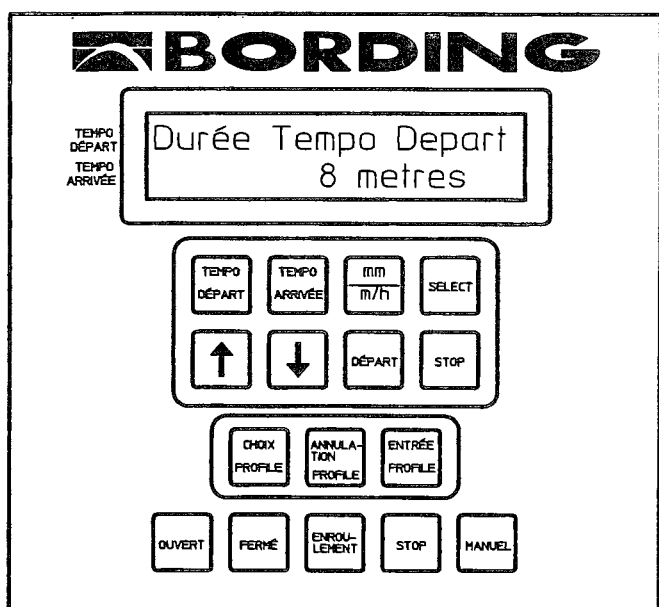 BORDING
TEMPO
DÉPART
TEMPO
ARRIVÉE
Durée Tempo Depart
8 metres
TEMPO
DÉPART
TEMPO
ARRIVÉE
mm
m/h
SELECT
DÉPART
STOP
CHOIX
PROFILE
ANNULA-
TION
PROFILE
ENTRÉE
PROFILE
OUVERT
FERMÉ
ENROU-
LEMENT
STOP
MANUEL